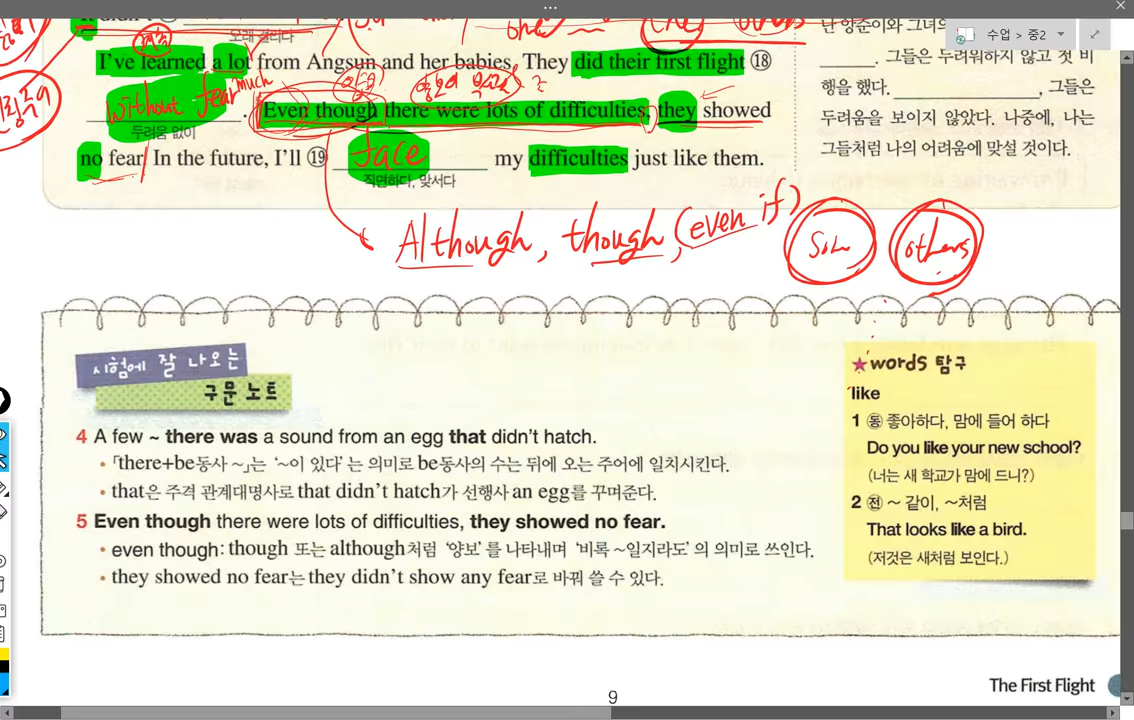 수업 > 중2
오래 걸리다
난 앙순이와 그녀의
I've learned a lot from Angsun and her babies. They did their first flight ⑱
much
without fear. Even though there were lots of difficulties, they showed
두려움 없이
no fear. In the future, I'll ⑲ face my difficulties just like them.
직면하다, 맞서다
. 그들은 두려워하지 않고 첫 비
행을 했다. , 그들은
두려움을 보이지 않았다. 나중에, 나는
그들처럼 나의 어려움에 맞설 것이다.
Although, though, (even if)
others
시험에 잘 나오는
구문 노트
4 A few ~ there was a sound from an egg that didn't hatch.
• 「there+be동사 ~」는 '~이 있다'는 의미로 be동사의 수는 뒤에 오는 주어에 일치시킨다.
• that은 주격 관계대명사로 that didn't hatch가 선행사 an egg를 꾸며준다.
5 Even though there were lots of difficulties, they showed no fear.
• even though: though 또는 although처럼 '양보'를 나타내며 '비록 ~일지라도'의 의미로 쓰인다.
• they showed no fear는 they didn't show any fear로 바꿔 쓸 수 있다.
★words 탐구
like
1 ㉧ 좋아하다, 맘에 들어 하다
Do you like your new school?
(너는 새 학교가 맘에 드니?)
2 ㉠ ~ 같이, ~처럼
That looks like a bird.
(저것은 새처럼 보인다.)
The First Flight
9